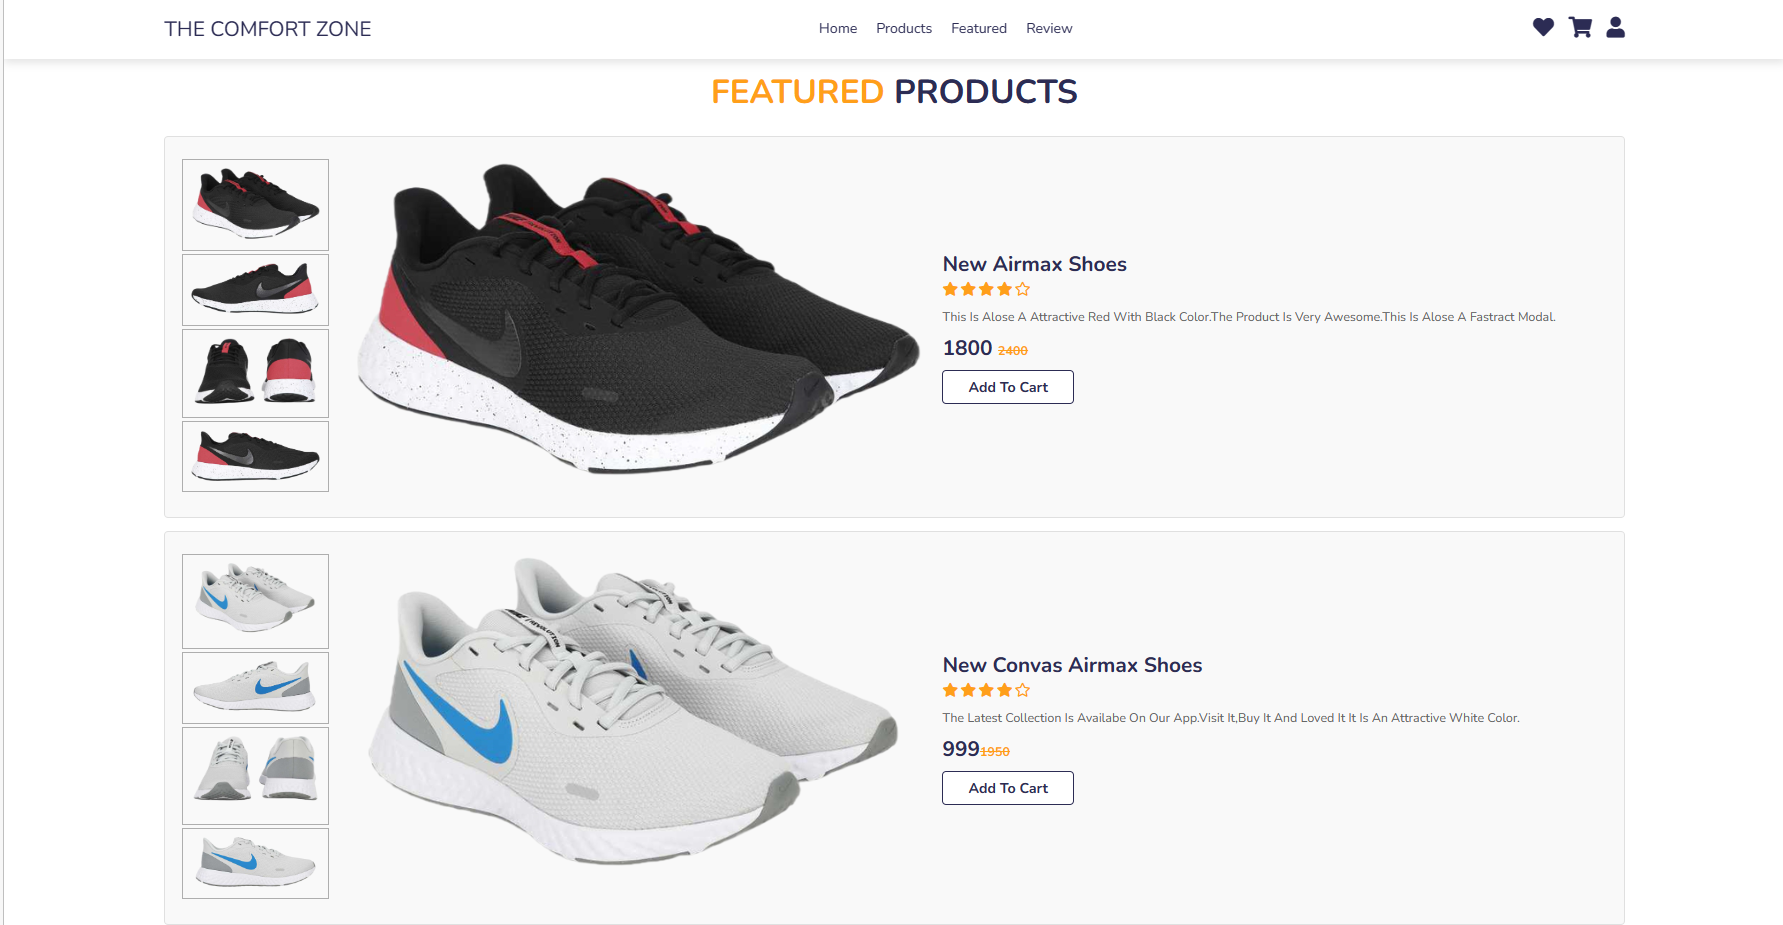 THE COMFORT ZONE
Home Products Featured Review
FEATURED PRODUCTS
REVOLUTION
New Airmax Shoes
This Is Alose A Attractive Red With Black Color.The Product Is Very Awesome.This Is Alose A Fastract Modal.
1800 2400
Add To Cart
REVOLUTION
New Convas Airmax Shoes
The Latest Collection Is Availabe On Our App.Visit It,Buy It And Loved It It Is An Attractive White Color.
9991950
Add To Cart